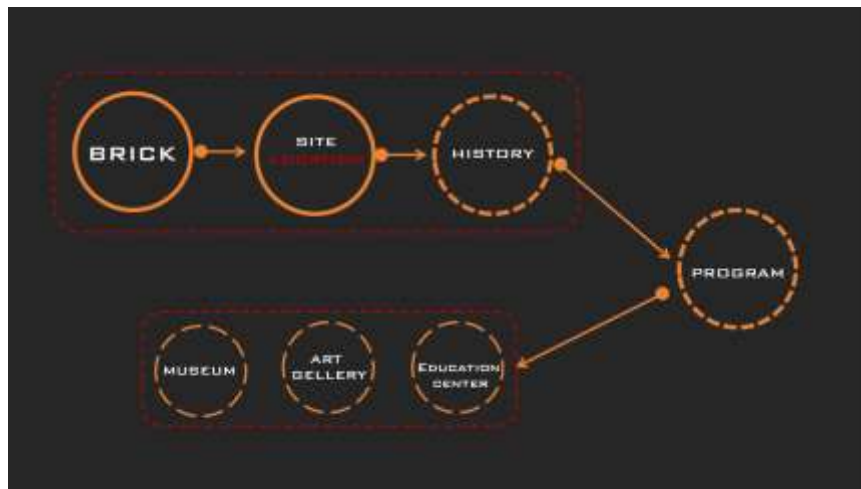 BRICK
SITE
HISTORY
PROGRAM
MUSEUM
ART
GELLERY
EDUCATION
CENTER